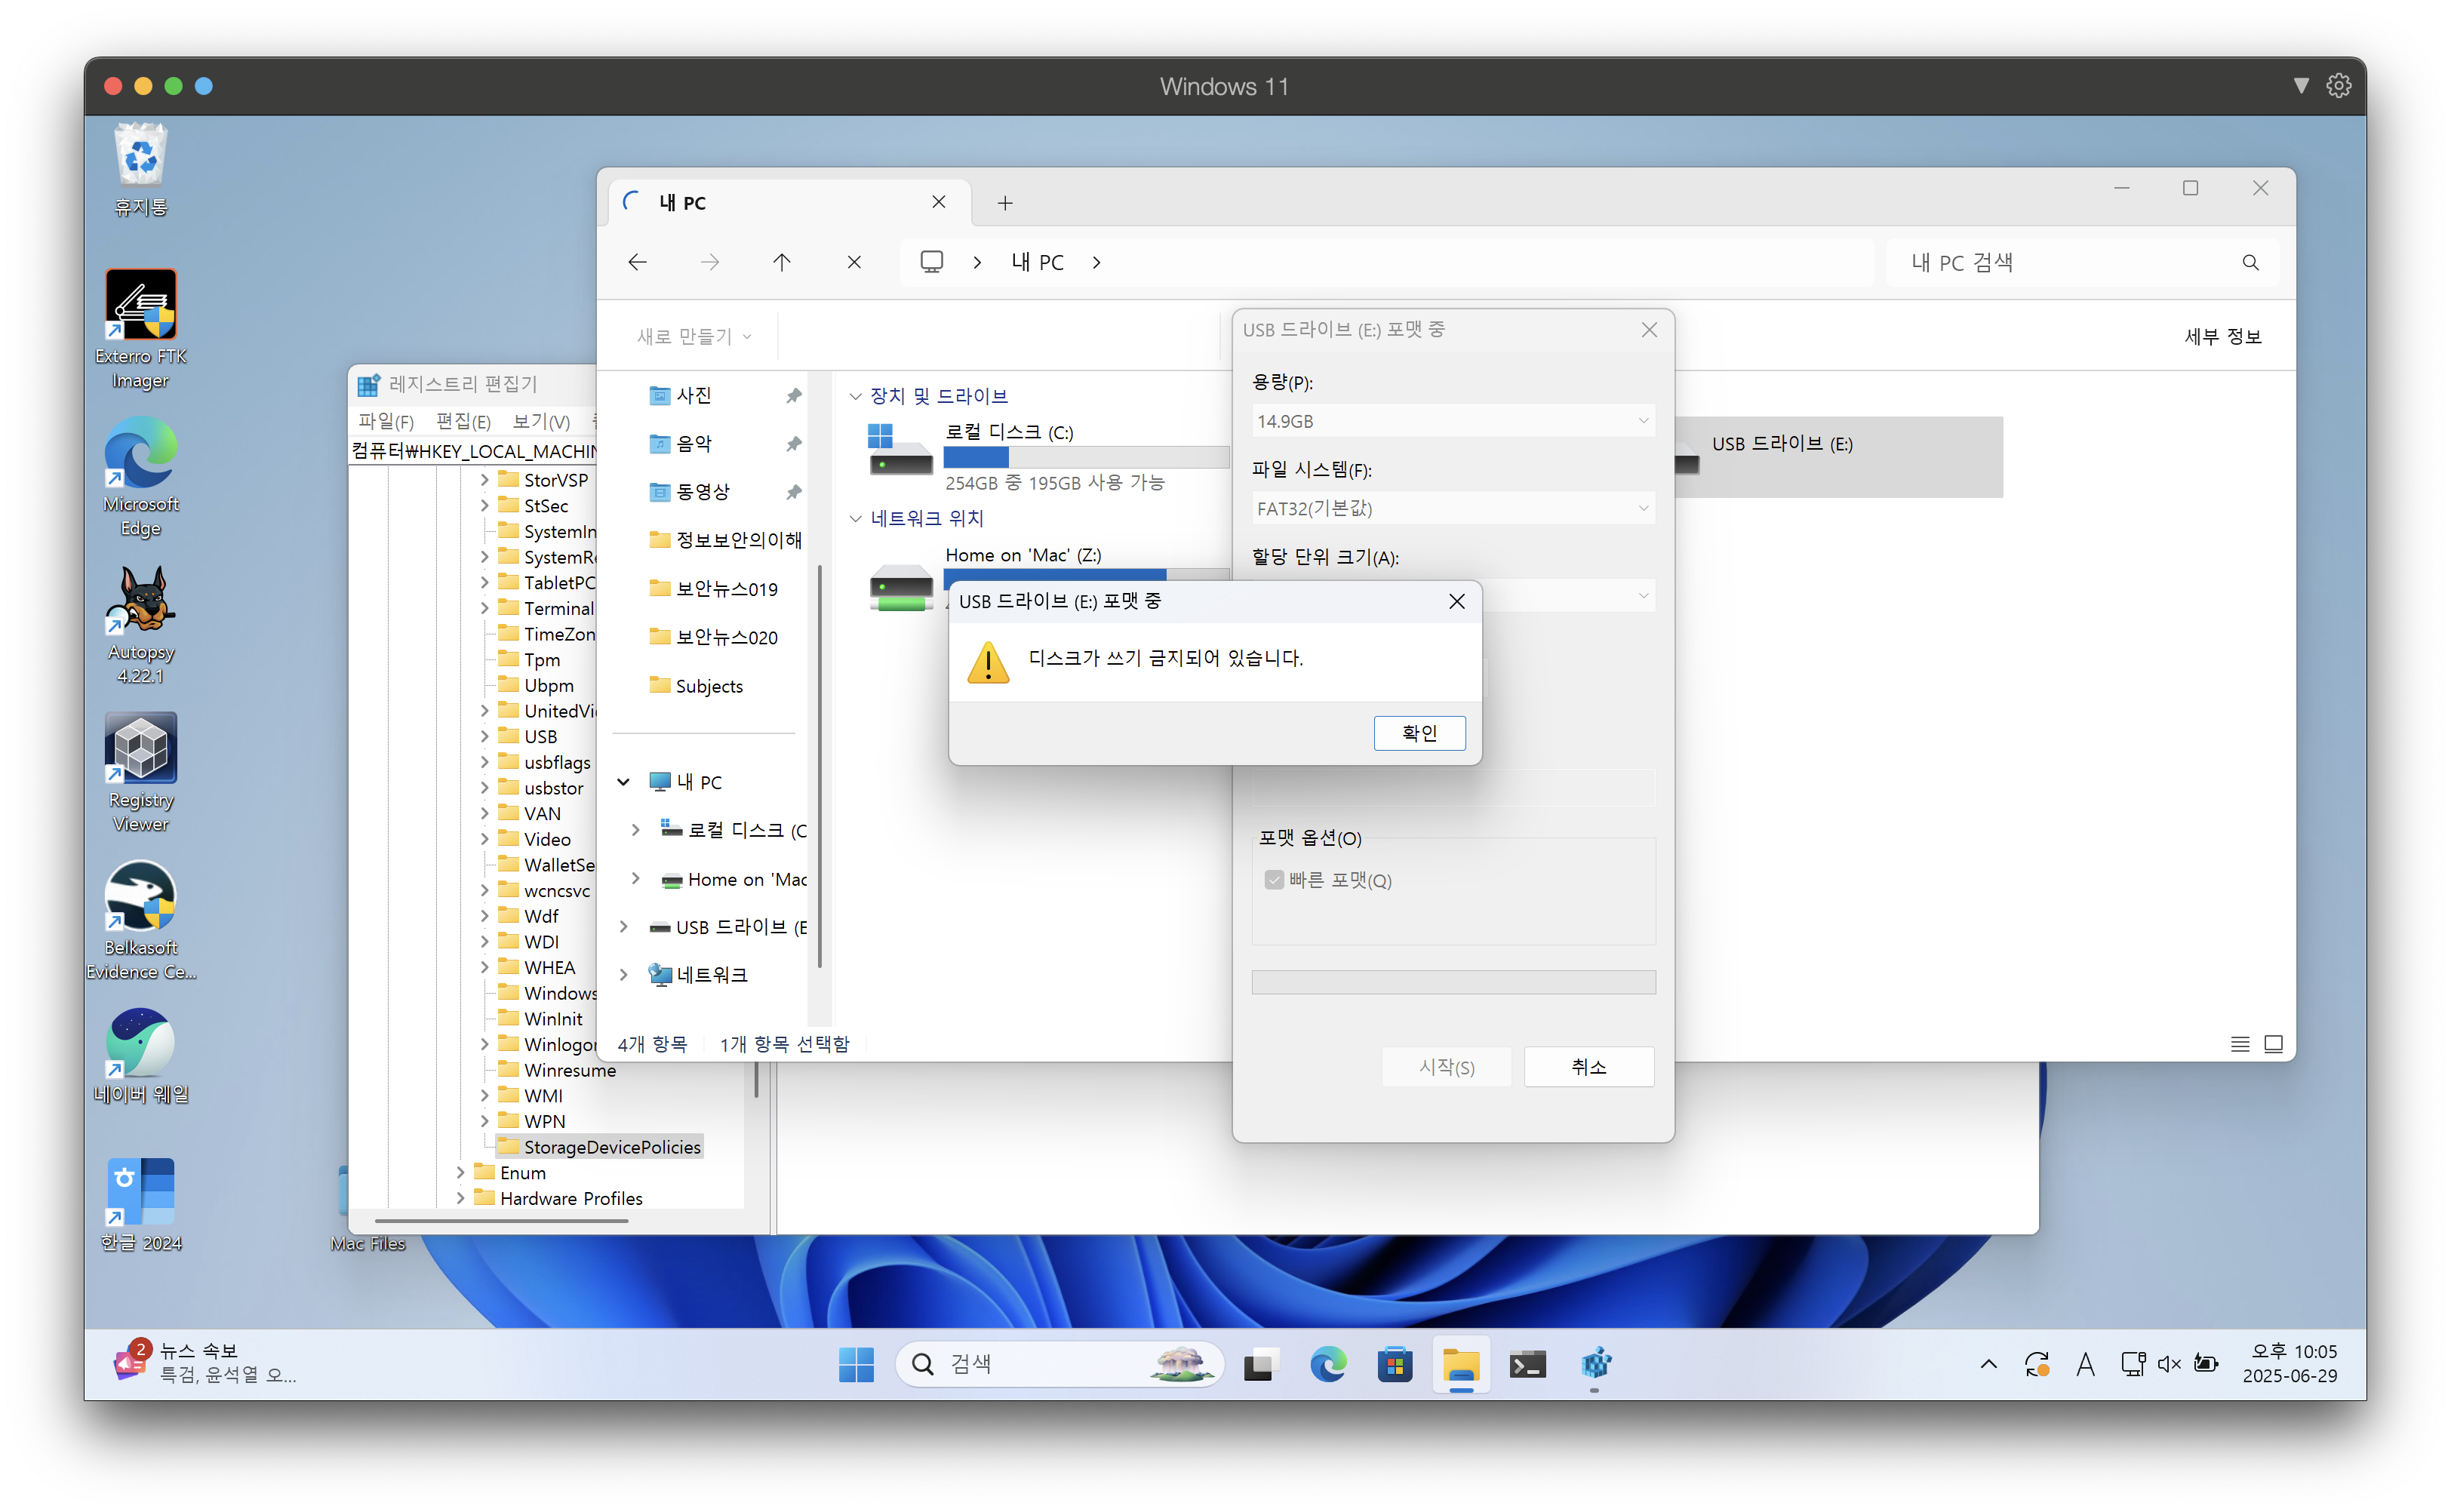 Windows 11
휴지통
Exterro FTK
Imager
Microsoft
Edge
Autopsy
4.22.1
Registry
Viewer
Belkasoft
Evidence Ce...
네이버 웨일
한글 2024
Mac Files
레지스트리 편집기
파일(F) 편집(E) 보기(V)
컴퓨터₩HKEY_LOCAL_MACHIN
StorVSP
StSec
SystemIn
SystemRe
TabletPC
Terminal
TimeZon
Tpm
Ubpm
UnitedVi
USB
usbflags
usbstor
VAN
Video
WalletSe
wcncsvc
Wdf
WDI
WHEA
Windows
WinInit
Winlogon
Winresume
WMI
WPN
StorageDevicePolicies
Enum
Hardware Profiles
내 PC
내 PC
내 PC 검색
새로 만들기
세부 정보
사진
음악
동영상
정보보안의이해
보안뉴스019
보안뉴스020
Subjects
내 PC
로컬 디스크 (C
Home on 'Mac
USB 드라이브 (E
네트워크
장치 및 드라이브
로컬 디스크 (C:)
254GB 중 195GB 사용 가능
네트워크 위치
Home on 'Mac' (Z:)
USB 드라이브 (E:)
4개 항목 1개 항목 선택함
USB 드라이브 (E:) 포맷 중
용량(P):
14.9GB
파일 시스템(F):
FAT32(기본값)
할당 단위 크기(A):
포맷 옵션(O)
빠른 포맷(Q)
시작(S) 취소
USB 드라이브 (E:) 포맷 중
디스크가 쓰기 금지되어 있습니다.
확인
2
뉴스 속보
특검, 윤석열 오...
검색
A
오후 10:05
2025-06-29